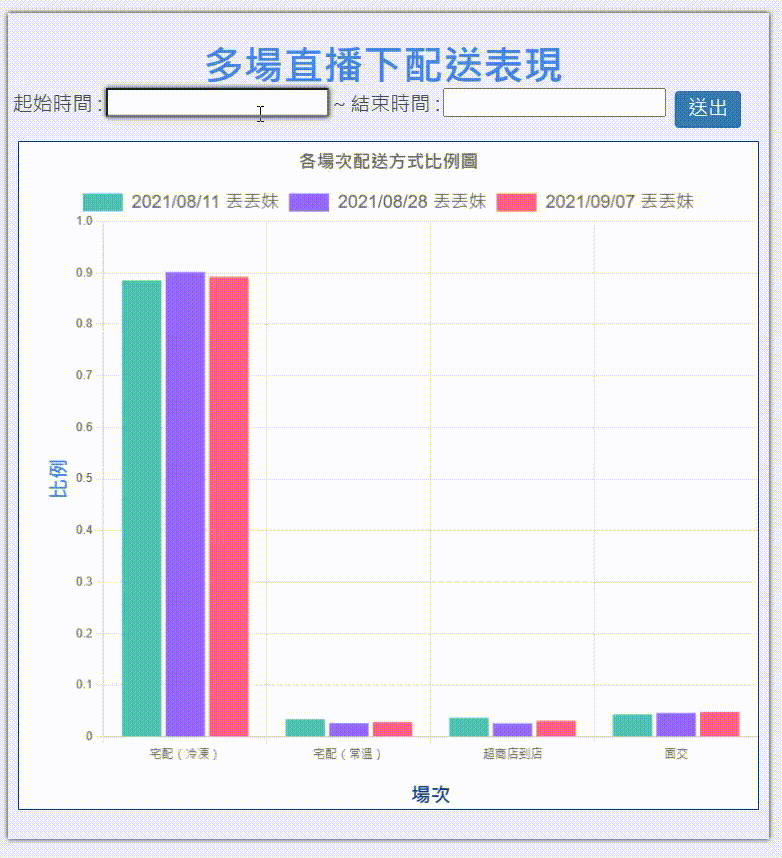 多場直播下配送表現
起始時間 : ~ 結束時間 : 送出
各場次配送方式比例圖
2021/08/11 丟丟妹 2021/08/28 丟丟妹 2021/09/07 丟丟妹
1.0
0.9
0.8
0.7
0.6
0.5
0.4
0.3
0.2
0.1
0
比例
宅配（冷凍） 宅配（常溫） 超商店到店 面交
場次